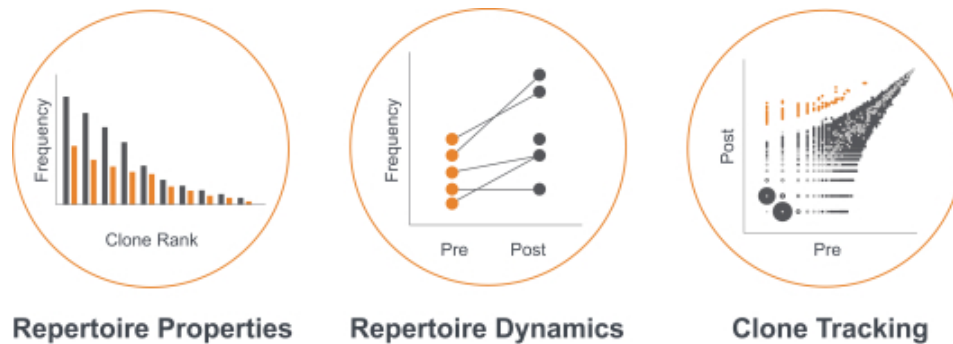 Frequency
Clone Rank
Repertoire Properties
Frequency
Pre Post
Repertoire Dynamics
Post
Pre
Clone Tracking